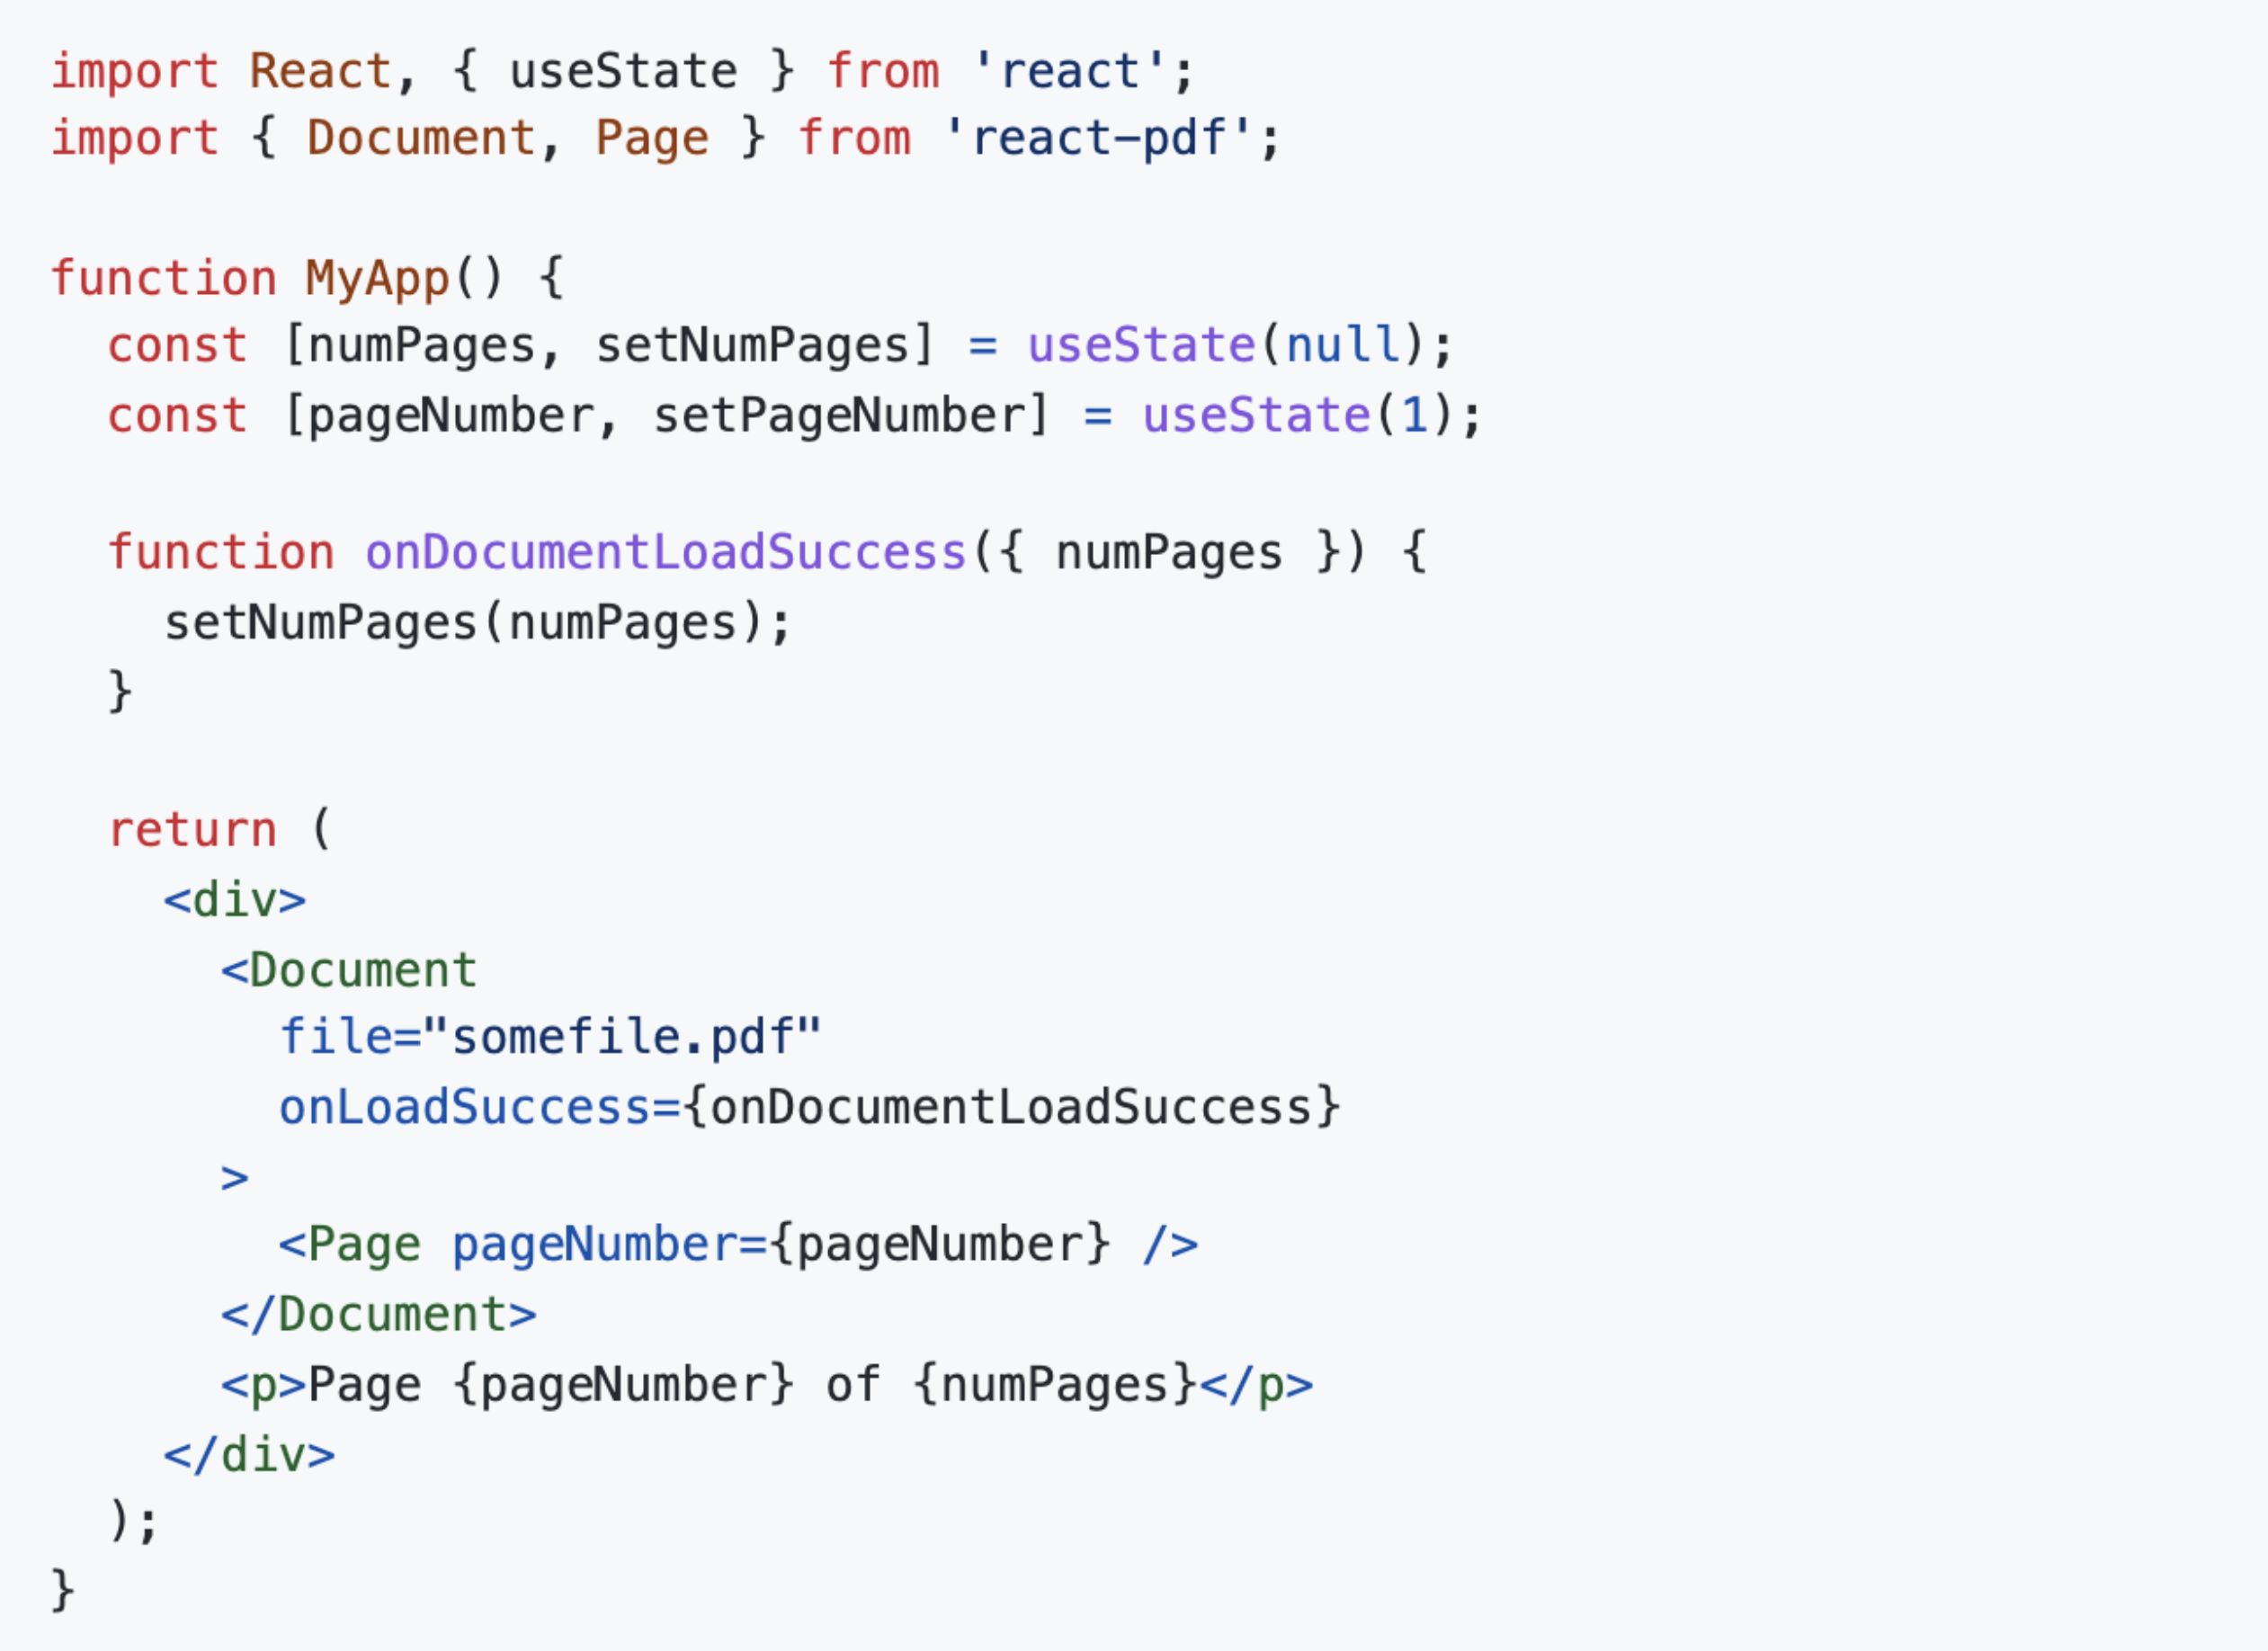 import React, { useState } from 'react';
import { Document, Page } from 'react-pdf';

function MyApp() {
  const [numPages, setNumPages] = useState(null);
  const [pageNumber, setPageNumber] = useState(1);

  function onDocumentLoadSuccess({ numPages }) {
    setNumPages(numPages);
  }

  return (
    <div>
      <Document
        file="somefile.pdf"
        onLoadSuccess={onDocumentLoadSuccess}
      >
        <Page pageNumber={pageNumber} />
      </Document>
      <p>Page {pageNumber} of {numPages}</p>
    </div>
  );
}